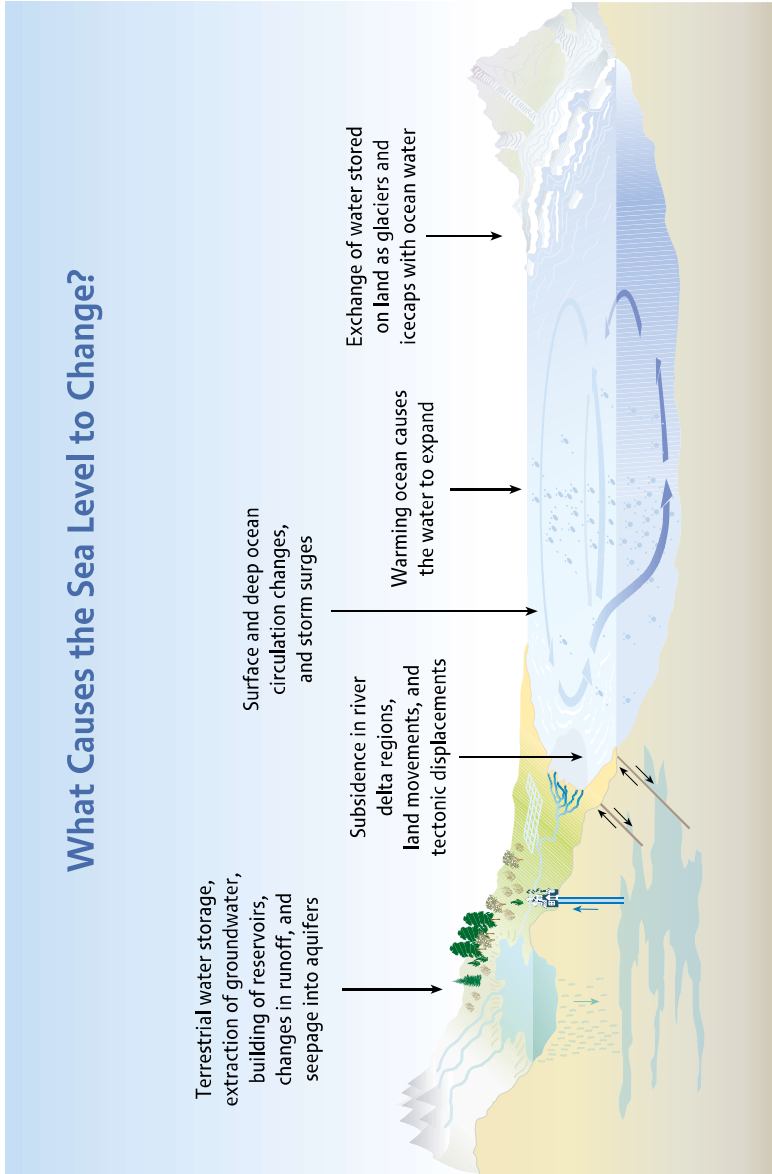 What Causes the Sea Level to Change?
Terrestrial water storage,
extraction of groundwater,
building of reservoirs,
changes in runoff, and
seepage into aquifers
Subsidence in river
delta regions,
land movements, and
tectonic displacements
Surface and deep ocean
circulation changes,
and storm surges
Warming ocean causes
the water to expand
Exchange of water stored
on land as glaciers and
icecaps with ocean water